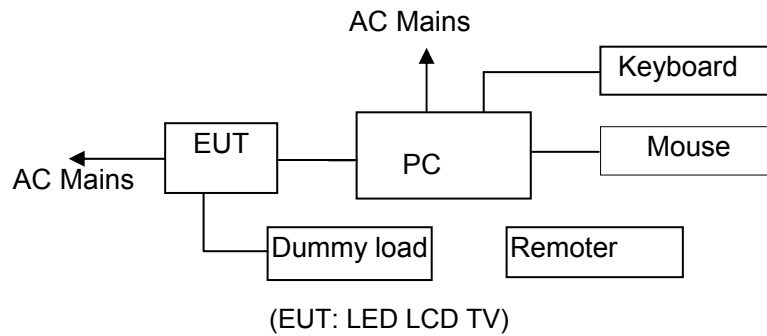 AC Mains
Keyboard
EUT
PC
Mouse
AC Mains
Dummy load
Remoter
(EUT: LED LCD TV)